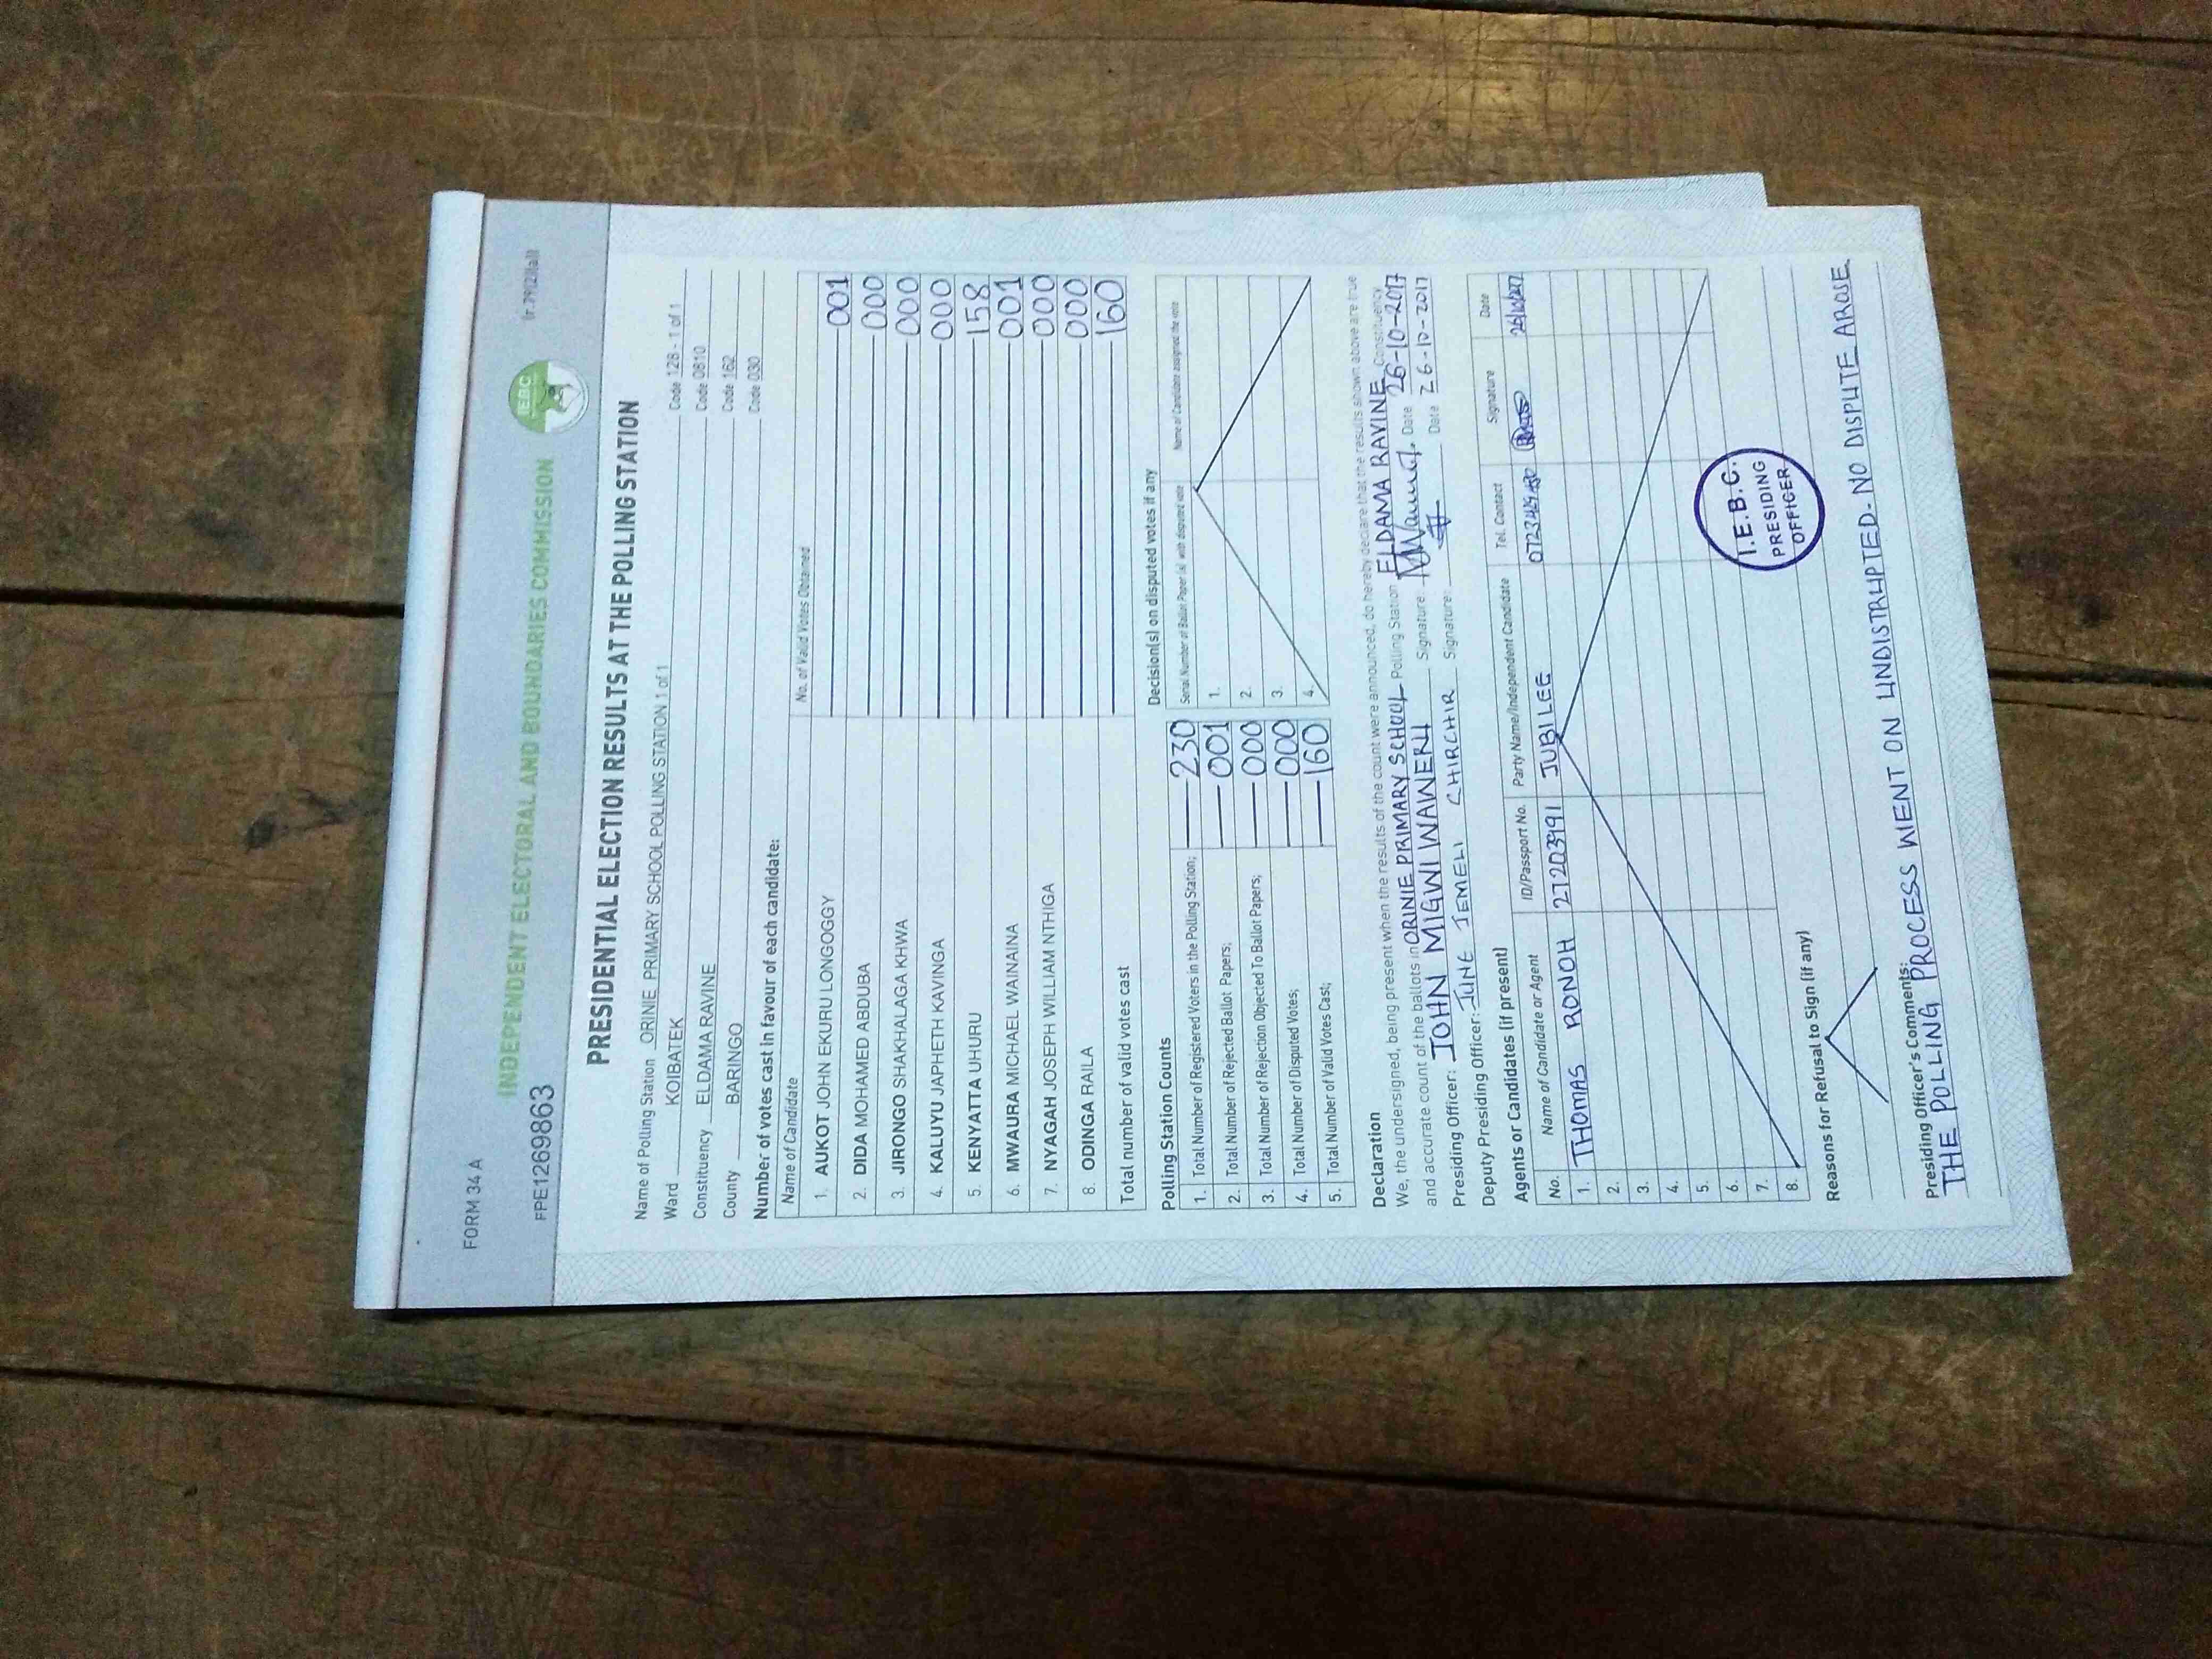 FORM 34 A
INDEPENDENT ELECTORAL AND BOUNDARIES COMMISSION
IEBC
FPE1269863
(r.79(2)(a))
PRESIDENTIAL ELECTION RESULTS AT THE POLLING STATION
Name of Polling Station ORINIE PRIMARY SCHOOL POLLING STATION 1 of 1 Code 128 - 1 of 1
Ward KOIBATEK Code 0810
Constituency ELDAMA RAVINE Code 162
County BARINGO Code 030
Number of votes cast in favour of each candidate:
Name of Candidate No. of Valid Votes Obtained
1. AUKOT JOHN EKURU LONGOGGY 001
2. DIDA MOHAMED ABDUBA 000
3. JIRONGO SHAKHALAGA KHWA 000
4. KALUYU JAPHETH KAVINGA 000
5. KENYATTA UHURU 158
6. MWAURA MICHAEL WAINAINA 001
7. NYAGAH JOSEPH WILLIAM NTHIGA 000
8. ODINGA RAILA 000
Total number of valid votes cast 160
Polling Station Counts
1. Total Number of Registered Voters in the Polling Station; 230
2. Total Number of Rejected Ballot Papers; 001
3. Total Number of Rejection Objected To Ballot Papers; 000
4. Total Number of Disputed Votes; 000
5. Total Number of Valid Votes Cast; 160
Decision(s) on disputed votes if any
Serial Number of Ballot Paper (s) with disputed vote Name of Candidate assigned the vote
1.
2.
3.
4.
Declaration
We, the undersigned, being present when the results of the count were announced, do hereby declare that the results shown above are true
and accurate count of the ballots in ORINIE PRIMARY SCHOOL Polling Station ELDAMA RAVINE Constituency
Presiding Officer: JOHN MIGWI WAWERU Signature Date 26-10-2017
Deputy Presiding Officer: JUNE JEMELI CHIRCHIR Signature Date 26-10-2017
Agents or Candidates (if present)
No. Name of Candidate or Agent ID/Passport No. Party Name/Independent Candidate Tel. Contact Signature Date
1. THOMAS RONOH 27203991 JUBILEE 26/10/2017
2.
3.
4.
5.
6.
7.
8.
I.E.B.C.
PRESIDING
OFFICER
Reasons for Refusal to Sign (if any)
Presiding Officer's Comments:
THE POLLING PROCESS WENT ON UNDISTRUPTED-NO DISPUTE AROSE.